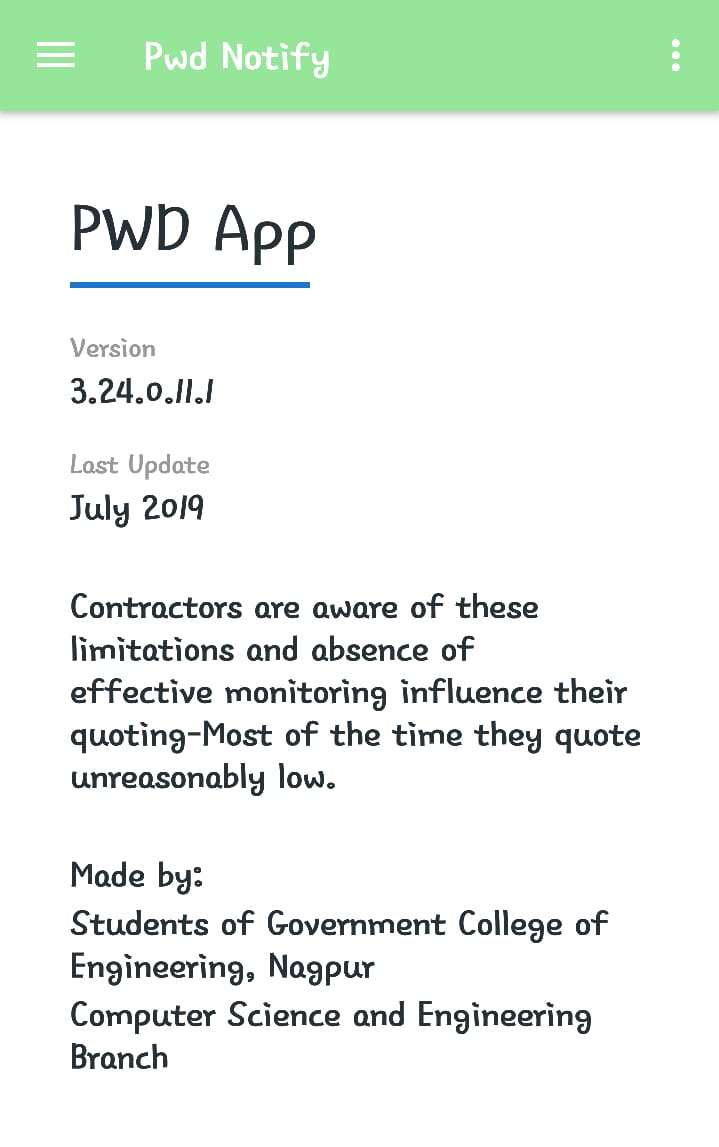 Pwd Notify
PWD App
Version
3.24.0.11.1
Last Update
July 2019
Contractors are aware of these
limitations and absence of
effective monitoring influence their
quoting-Most of the time they quote
unreasonably low.
Made by:
Students of Government College of
Engineering, Nagpur
Computer Science and Engineering
Branch